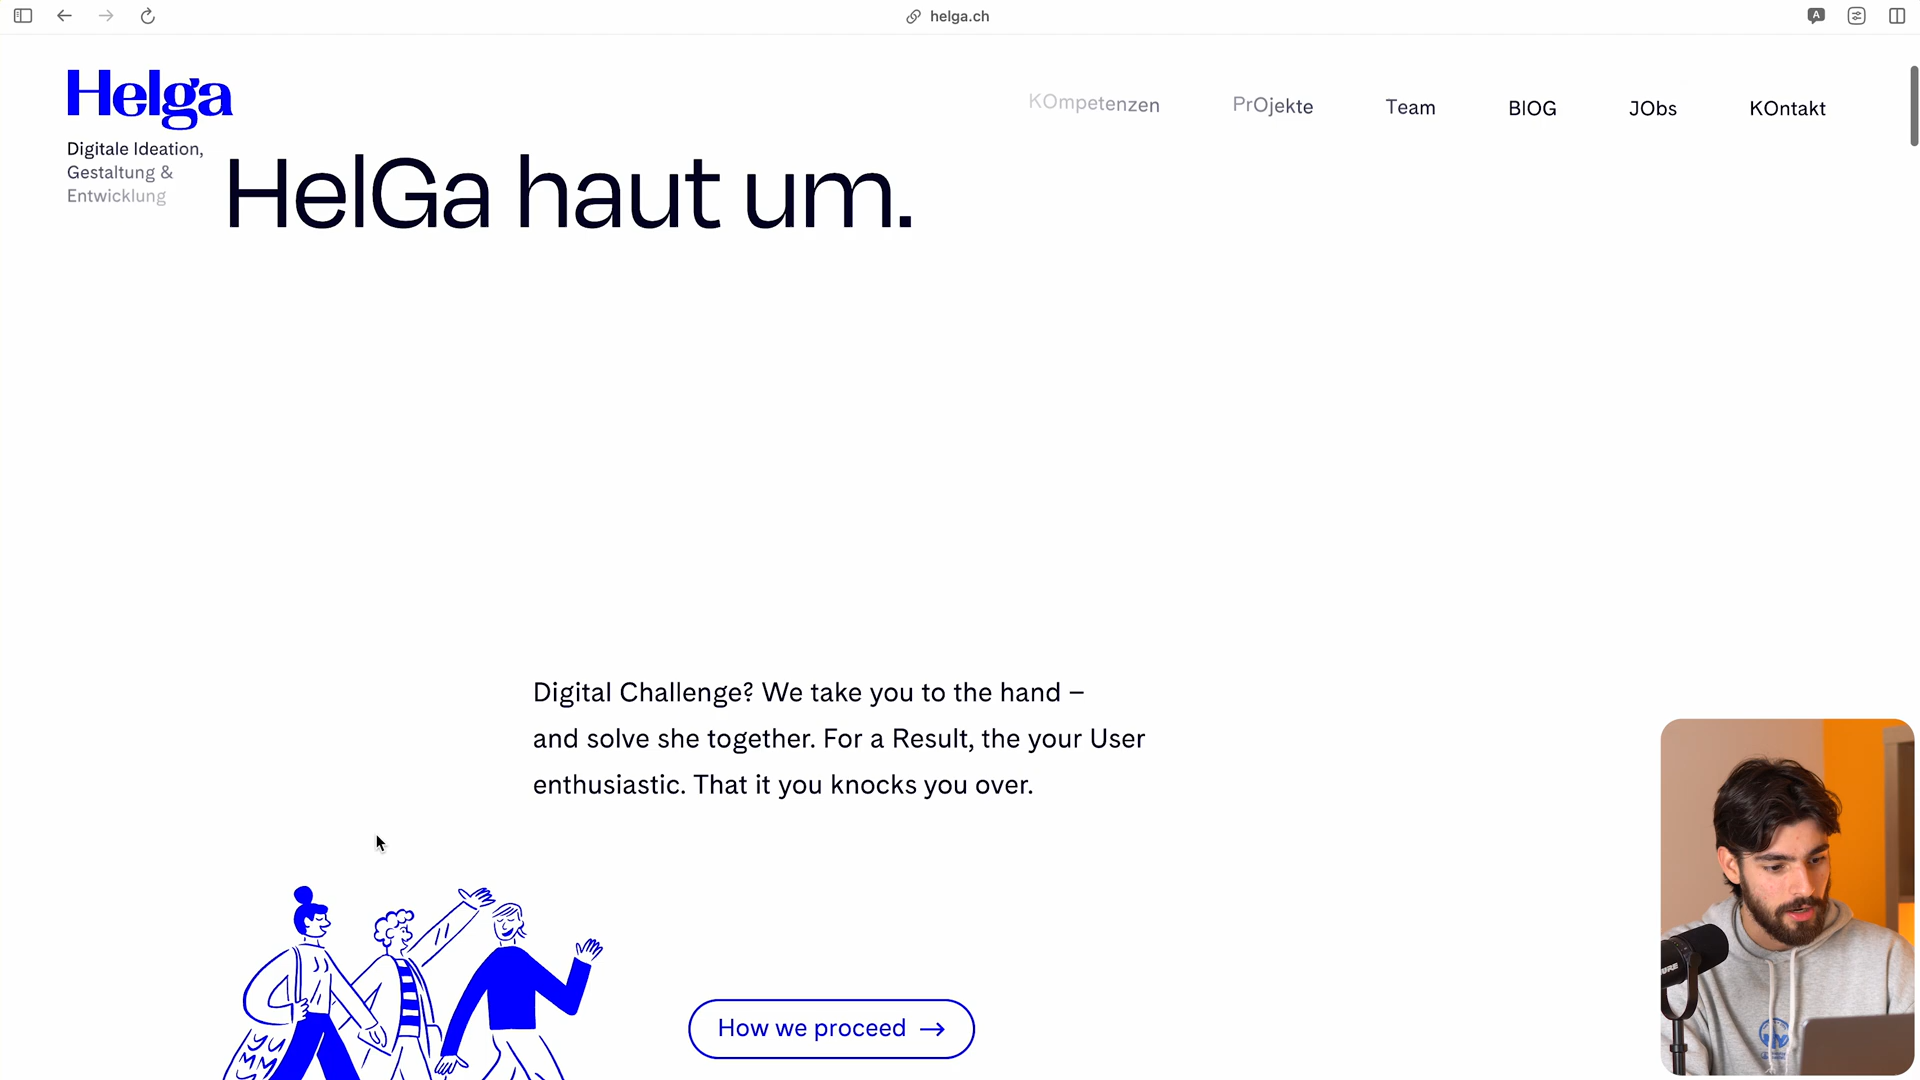 helga.ch
Helga
Digitale Ideation,
Gestaltung &
Entwicklung
KOmpetenzen
PrOjekte
Team
BlOG
JObs
KOntakt
HelGa haut um.
Digital Challenge? We take you to the hand –
and solve she together. For a Result, the your User
enthusiastic. That it you knocks you over.
How we proceed →